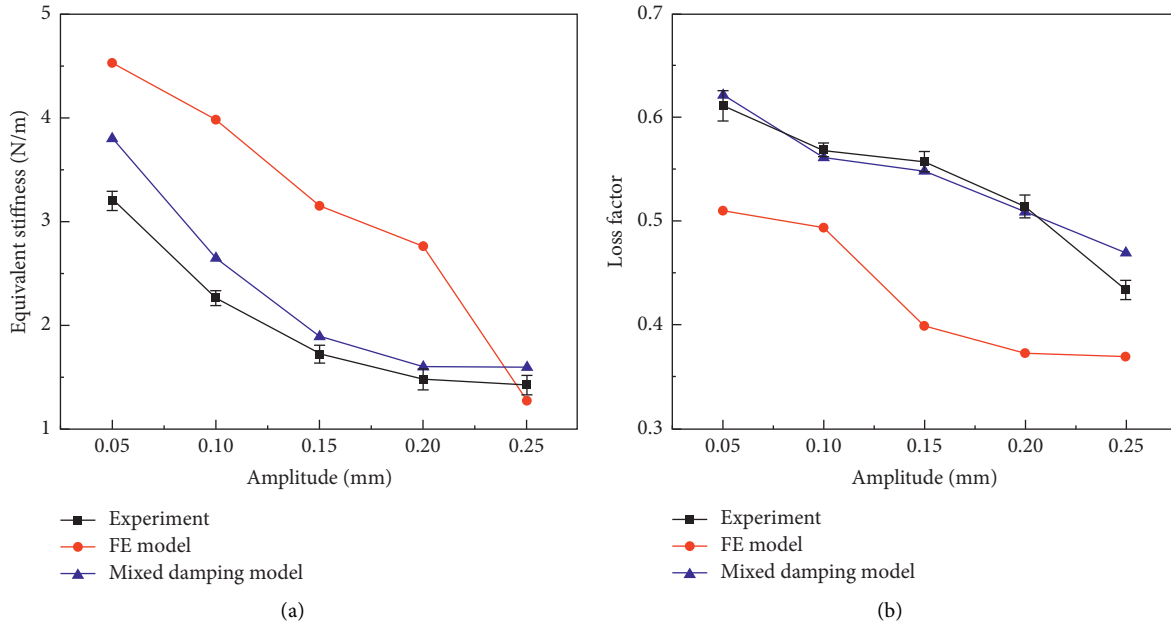 5
4
3
2
1
Equivalent stiffness (N/m)
0.05 0.10 0.15 0.20 0.25
Amplitude (mm)
Experiment
FE model
Mixed damping model
(a)
0.7
0.6
0.5
0.4
0.3
Loss factor
0.05 0.10 0.15 0.20 0.25
Amplitude (mm)
Experiment
FE model
Mixed damping model
(b)